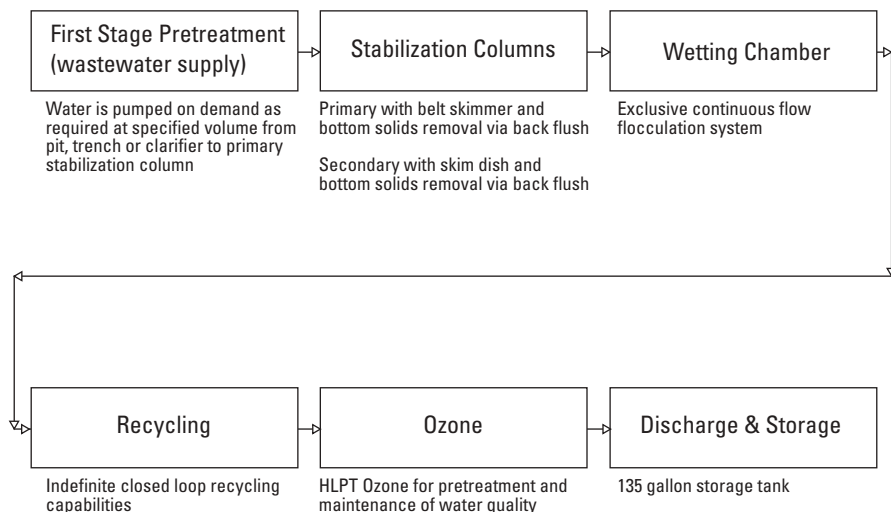 First Stage Pretreatment
(wastewater supply)
Water is pumped on demand as
required at specified volume from
pit, trench or clarifier to primary
stabilization column
Stabilization Columns
Primary with belt skimmer and
bottom solids removal via back flush
Secondary with skim dish and
bottom solids removal via back flush
Wetting Chamber
Exclusive continuous flow
flocculation system
Recycling
Indefinite closed loop recycling
capabilities
Ozone
HLPT Ozone for pretreatment and
maintenance of water quality
Discharge & Storage
135 gallon storage tank